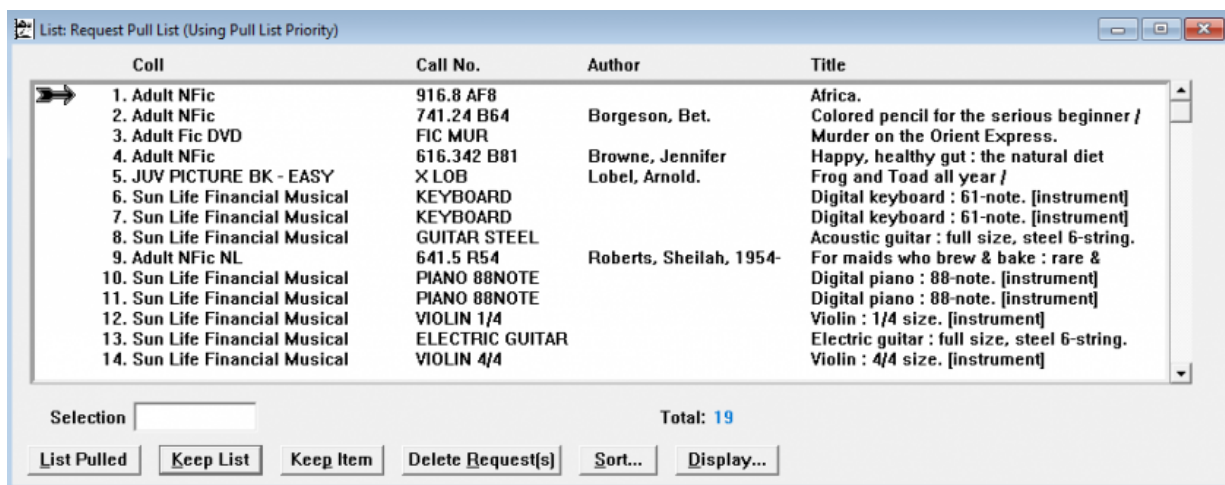 List: Request Pull List (Using Pull List Priority)
Coll Call No. Author Title
1. Adult NFic 916.8 AF8 Africa.
2. Adult NFic 741.24 B64 Borgeson, Bet. Colored pencil for the serious beginner /
3. Adult Fic DVD FIC MUR Murder on the Orient Express.
4. Adult NFic 616.342 B81 Browne, Jennifer Happy, healthy gut : the natural diet
5. JUV PICTURE BK - EASY X LOB Lobel, Arnold. Frog and Toad all year /
6. Sun Life Financial Musical KEYBOARD Digital keyboard : 61-note. [instrument]
7. Sun Life Financial Musical KEYBOARD Digital keyboard : 61-note. [instrument]
8. Sun Life Financial Musical GUITAR STEEL Acoustic guitar : full size, steel 6-string.
9. Adult NFic NL 641.5 R54 Roberts, Sheilah, 1954- For maids who brew & bake : rare &
10. Sun Life Financial Musical PIANO 88NOTE Digital piano : 88-note. [instrument]
11. Sun Life Financial Musical PIANO 88NOTE Digital piano : 88-note. [instrument]
12. Sun Life Financial Musical VIOLIN 1/4 Violin : 1/4 size. [instrument]
13. Sun Life Financial Musical ELECTRIC GUITAR Electric guitar : full size, steel 6-string.
14. Sun Life Financial Musical VIOLIN 4/4 Violin : 4/4 size. [instrument]
Selection Total: 19
List Pulled Keep List Keep Item Delete Request(s) Sort... Display...